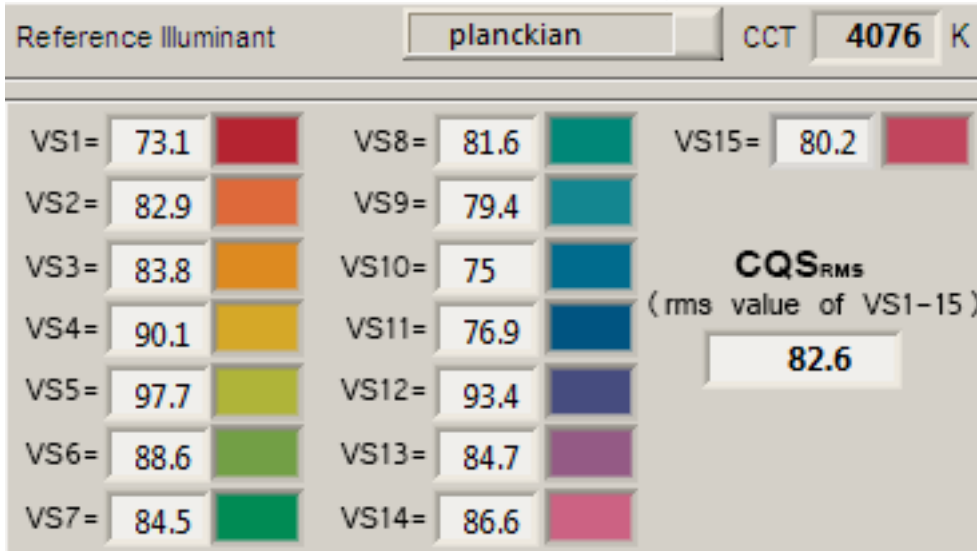 Reference Illuminant planckian CCT 4076 K
VS1= 73.1 VS8= 81.6 VS15= 80.2
VS2= 82.9 VS9= 79.4
VS3= 83.8 VS10= 75
CQSRMS
(rms value of VS1-15)
VS4= 90.1 VS11= 76.9
82.6
VS5= 97.7 VS12= 93.4
VS6= 88.6 VS13= 84.7
VS7= 84.5 VS14= 86.6